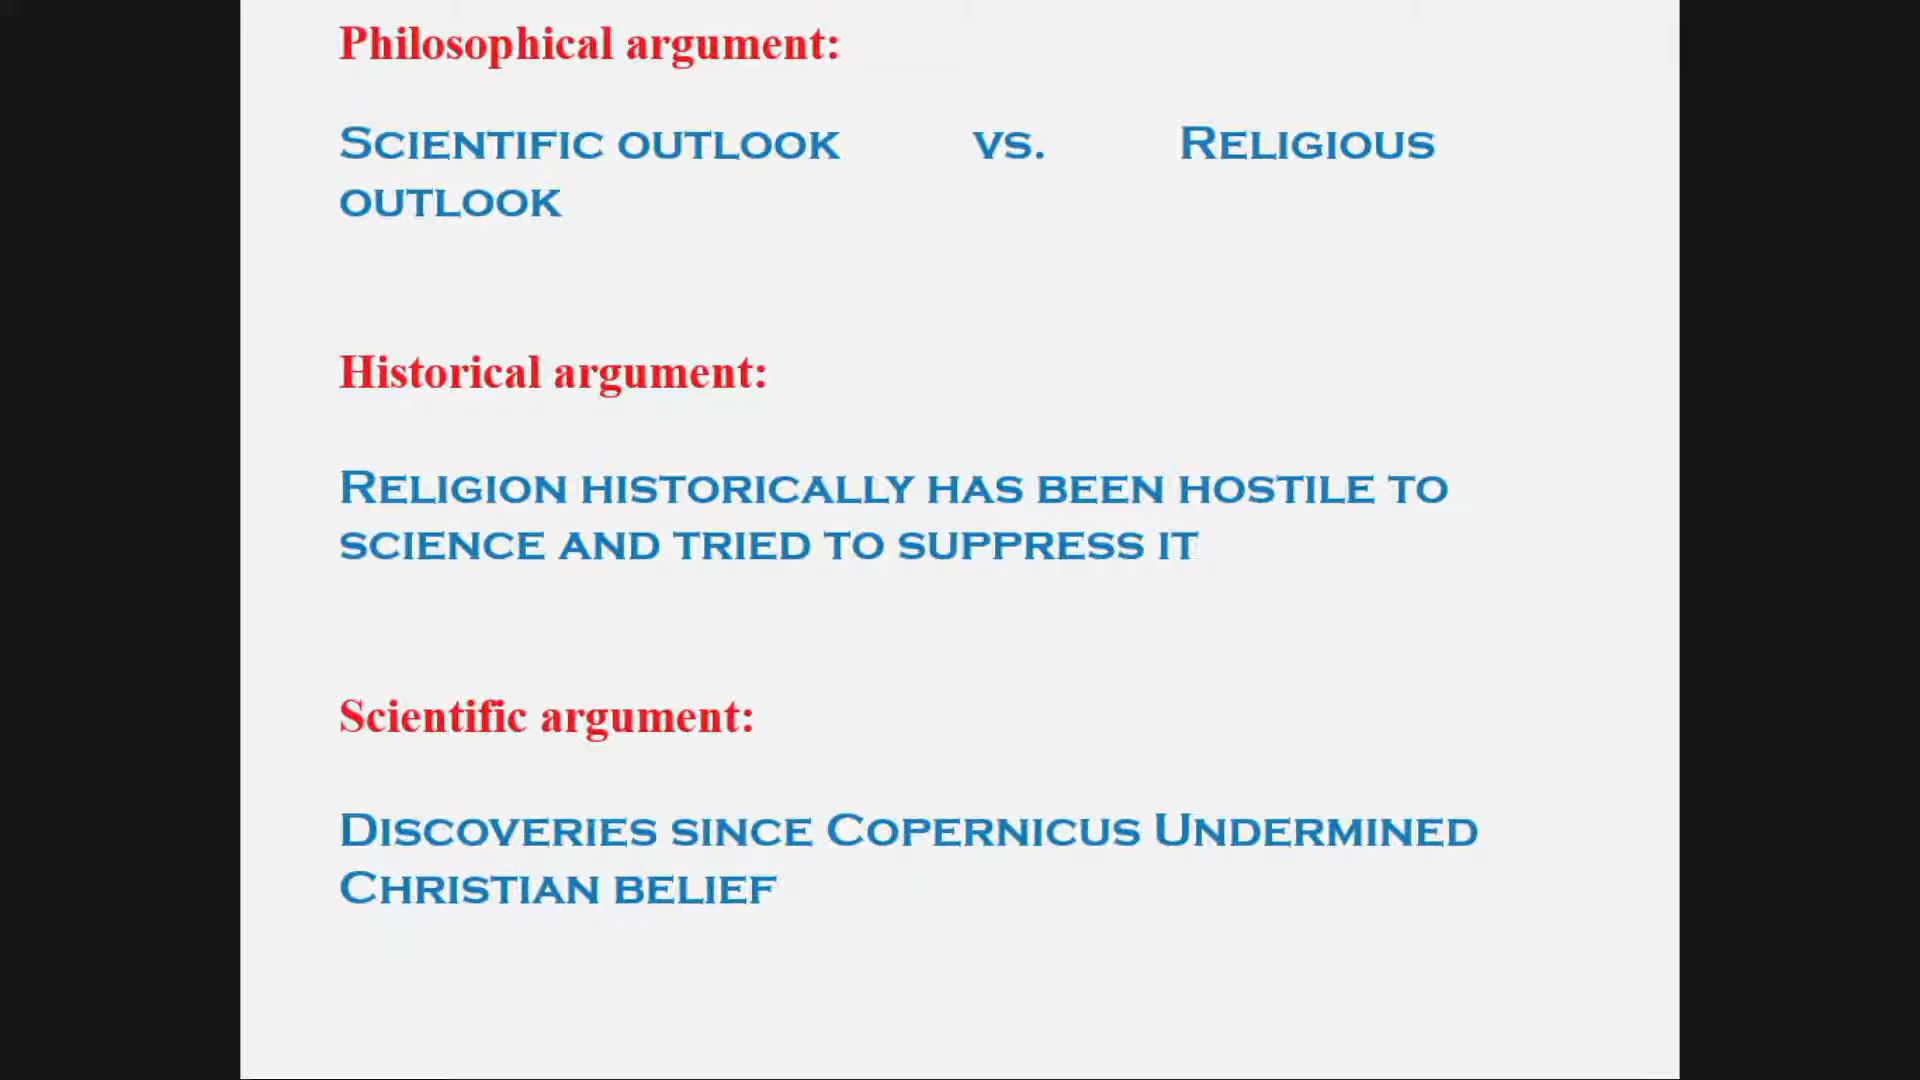 Philosophical argument:
Scientific outlook vs. Religious
outlook
Historical argument:
Religion historically has been hostile to
science and tried to suppress it
Scientific argument:
Discoveries since Copernicus Undermined
Christian belief